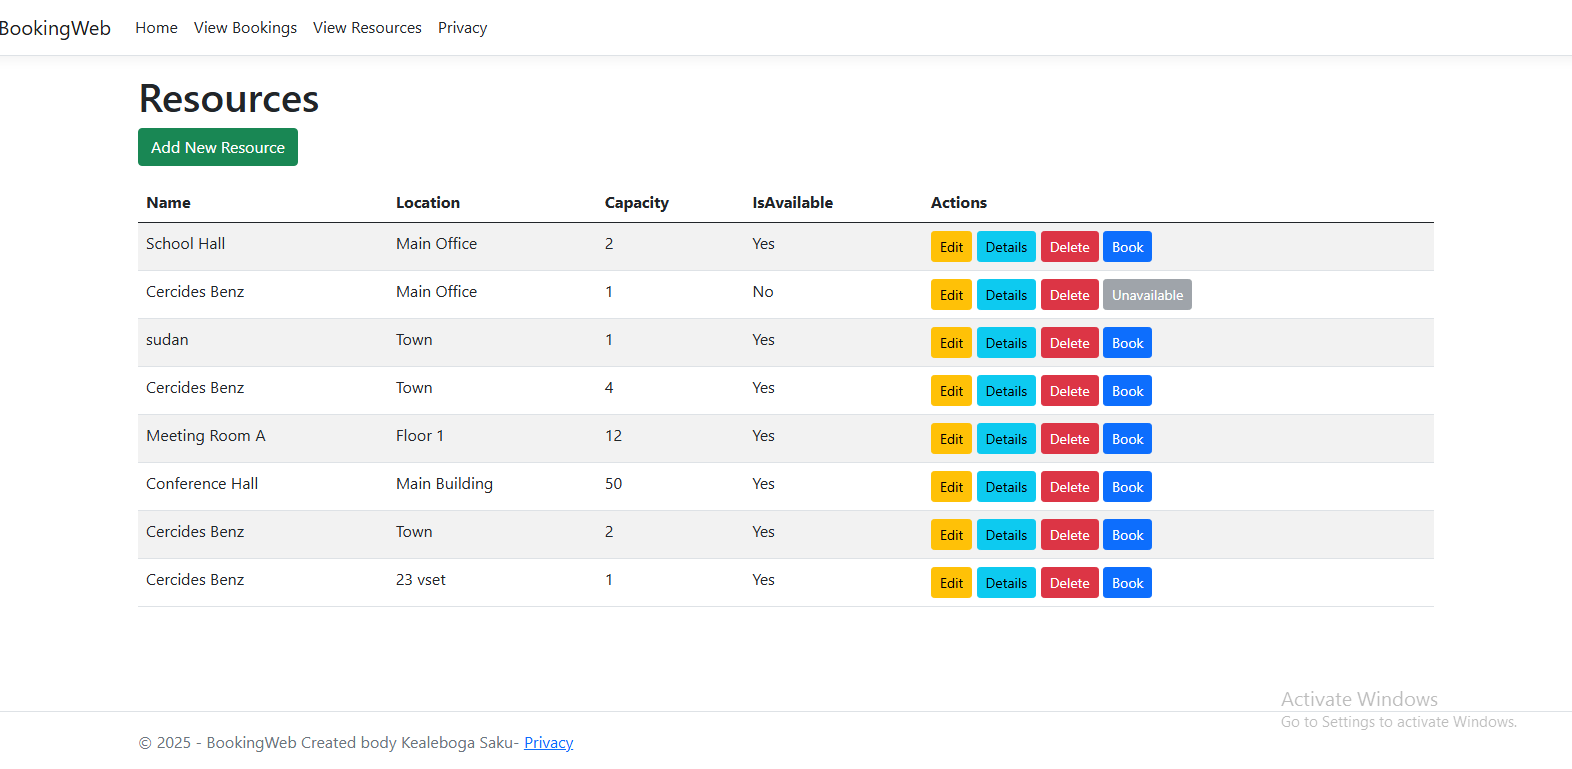 BookingWeb Home View Bookings View Resources Privacy
Resources
Add New Resource
Name Location Capacity IsAvailable Actions
School Hall Main Office 2 Yes Edit Details Delete Book
Cercides Benz Main Office 1 No Edit Details Delete Unavailable
sudan Town 1 Yes Edit Details Delete Book
Cercides Benz Town 4 Yes Edit Details Delete Book
Meeting Room A Floor 1 12 Yes Edit Details Delete Book
Conference Hall Main Building 50 Yes Edit Details Delete Book
Cercides Benz Town 2 Yes Edit Details Delete Book
Cercides Benz 23 vset 1 Yes Edit Details Delete Book
Activate Windows
Go to Settings to activate Windows.
© 2025 - BookingWeb Created body Kealeboga Saku- Privacy